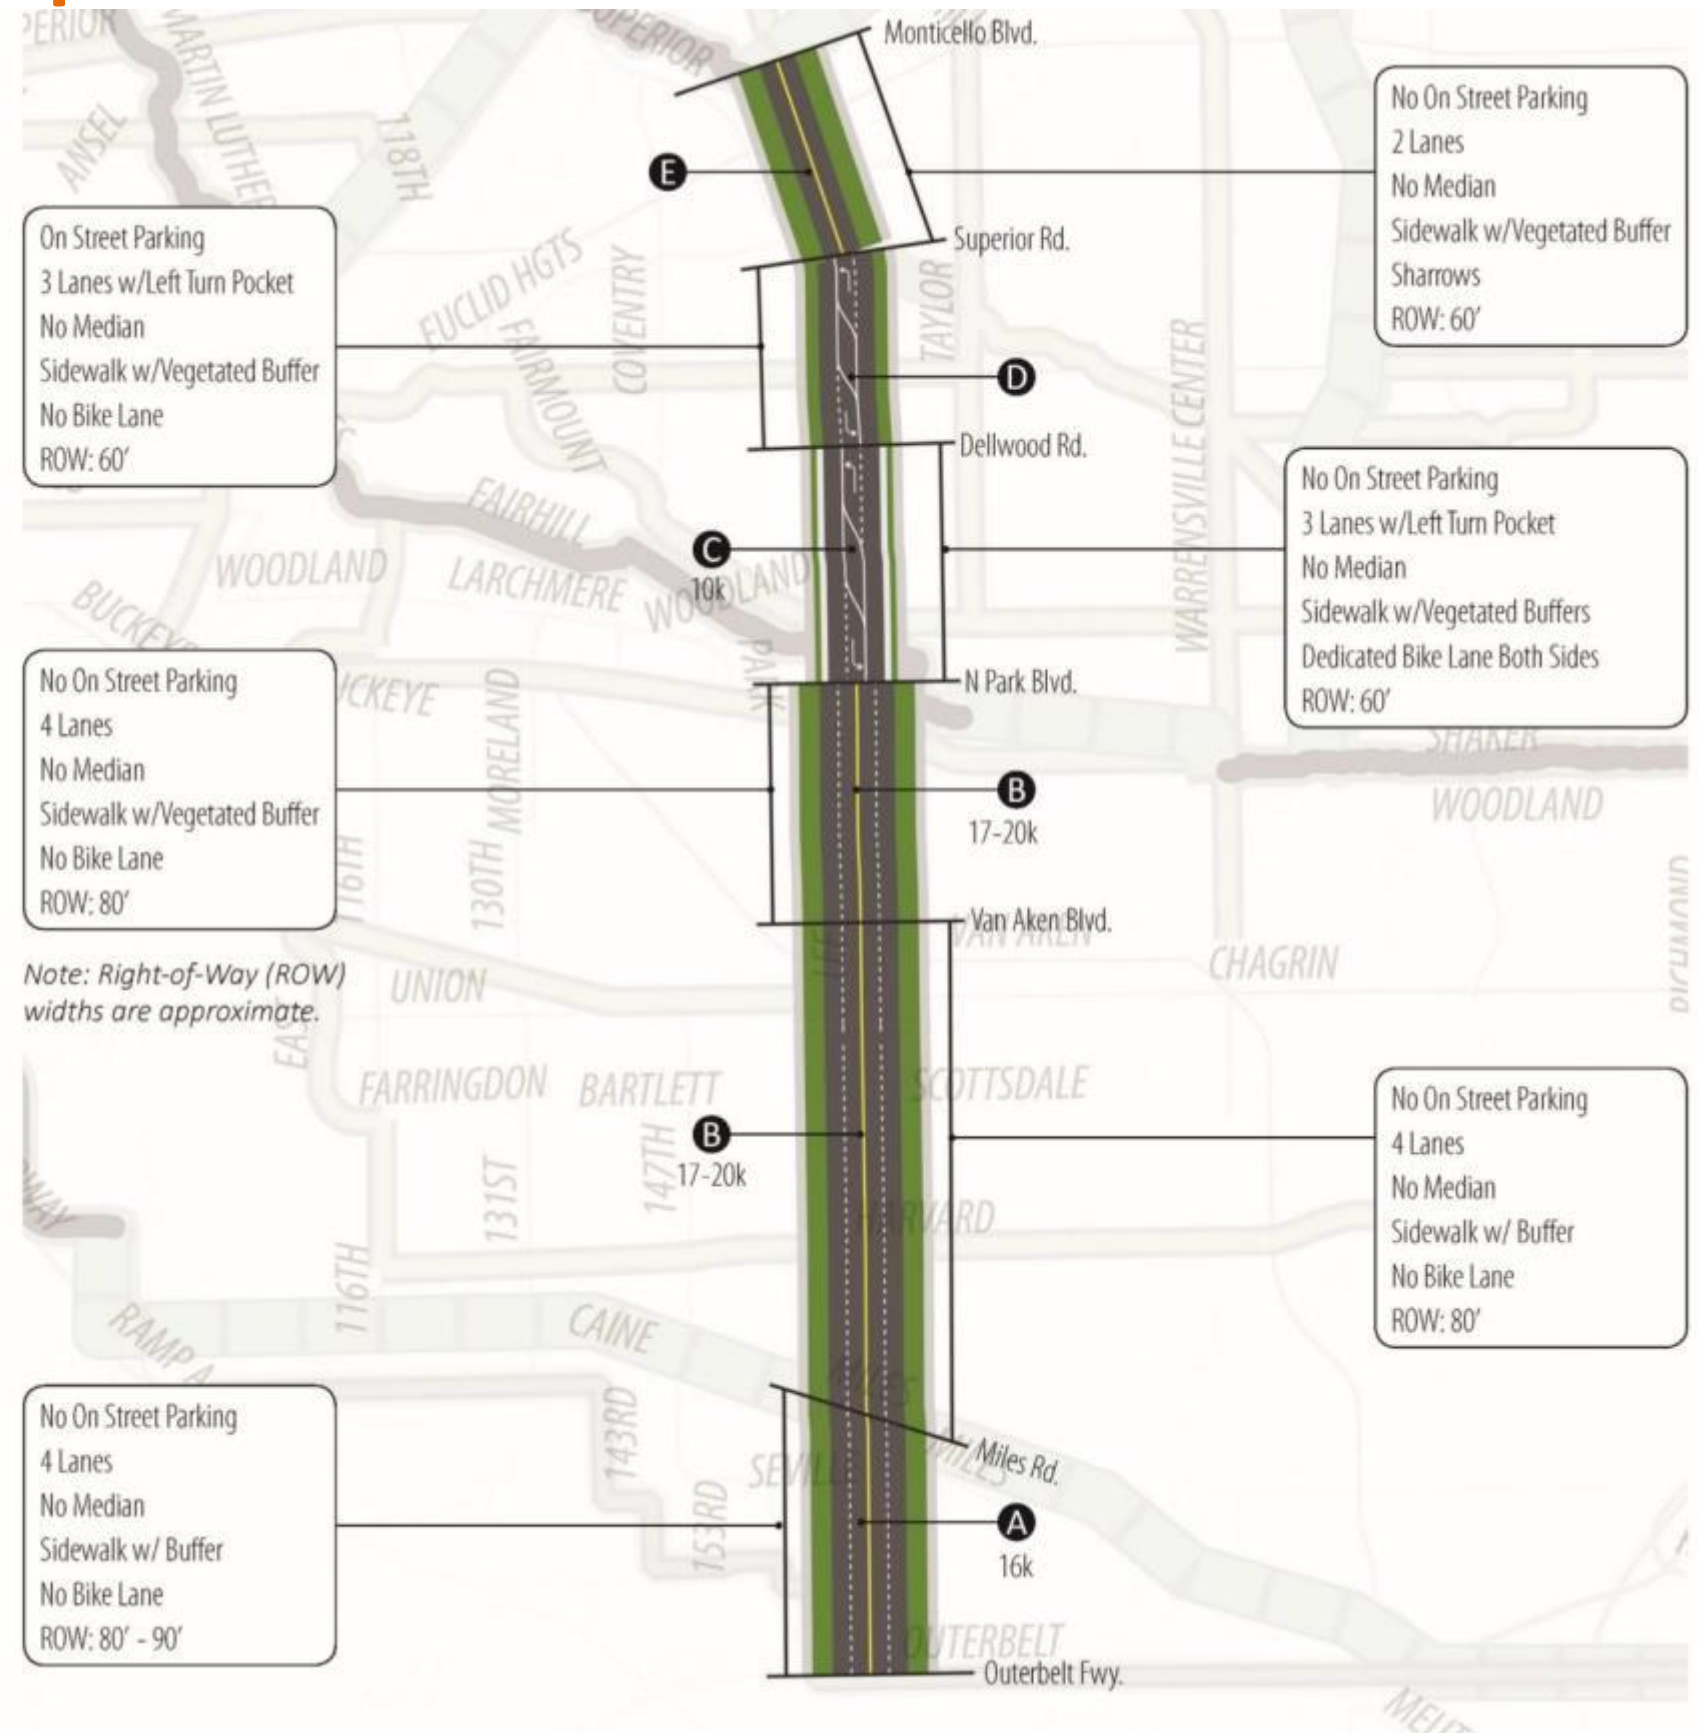 Monticello Blvd.
No On Street Parking
2 Lanes
No Median
Sidewalk w/Vegetated Buffer
Sharrows
ROW: 60'
E
Superior Rd.
On Street Parking
3 Lanes w/Left Turn Pocket
No Median
Sidewalk w/Vegetated Buffer
No Bike Lane
ROW: 60'
D
Dellwood Rd.
No On Street Parking
3 Lanes w/Left Turn Pocket
No Median
Sidewalk w/Vegetated Buffers
Dedicated Bike Lane Both Sides
ROW: 60'
C
10k
N Park Blvd.
No On Street Parking
4 Lanes
No Median
Sidewalk w/Vegetated Buffer
No Bike Lane
ROW: 80'
B
17-20k
Van Aken Blvd.
Note: Right-of-Way (ROW)
widths are approximate.
B
17-20k
No On Street Parking
4 Lanes
No Median
Sidewalk w/ Buffer
No Bike Lane
ROW: 80'
Miles Rd.
No On Street Parking
4 Lanes
No Median
Sidewalk w/ Buffer
No Bike Lane
ROW: 80' - 90'
A
16k
Outerbelt Fwy.
SUPERIOR
ANSEL
MARTIN LUTHER
118TH
EUCLID HGTS
COVENTRY
FAIRMOUNT
TAYLOR
WARRENSVILLE CENTER
FAIRHILL
WOODLAND
LARCHMERE
WOODLAND
PARK
MORELAND
130TH
116TH
SHAKER
WOODLAND
VAN AKEN
CHAGRIN
RICHMOND
UNION
EAST
FARRINGDON
BARTLETT
SCOTTSDALE
131ST
147TH
HARVARD
116TH
RAMP A
CAINE
143RD
153RD
SEVILLE
MILES
OUTERBELT